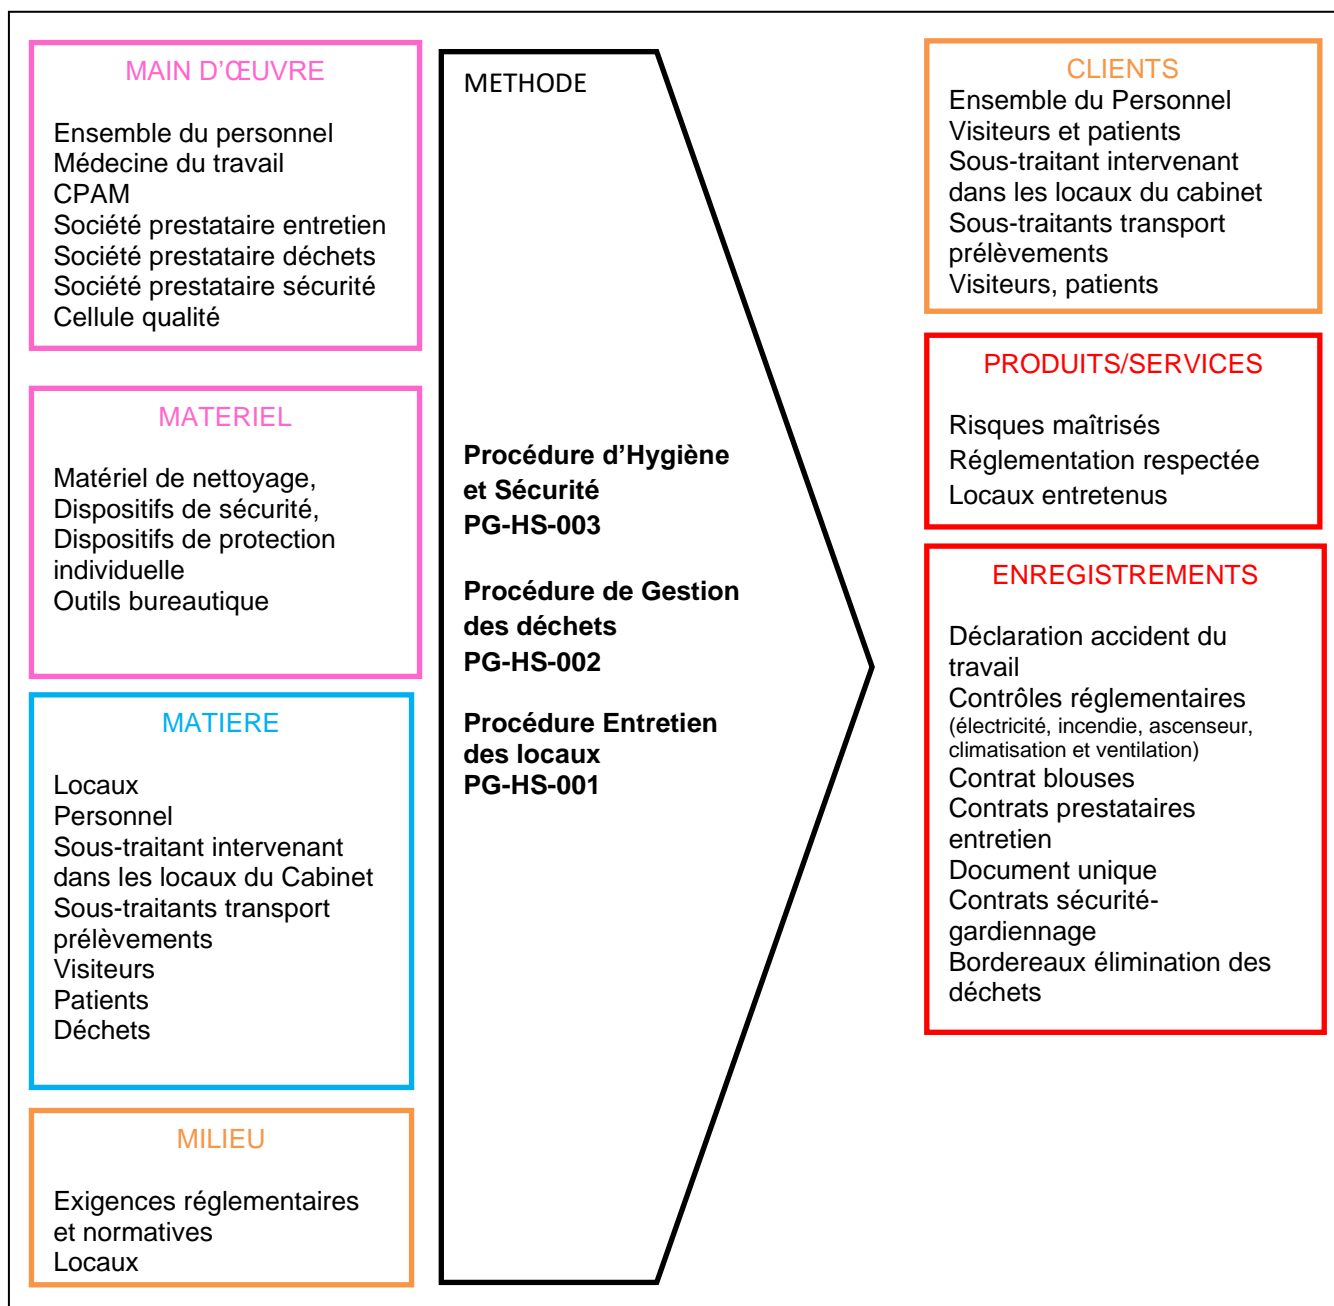 MAIN D'ŒUVRE
Ensemble du personnel
Médecine du travail
CPAM
Société prestataire entretien
Société prestataire déchets
Société prestataire sécurité
Cellule qualité
MATERIEL
Matériel de nettoyage,
Dispositifs de sécurité,
Dispositifs de protection
individuelle
Outils bureautique
MATIERE
Locaux
Personnel
Sous-traitant intervenant
dans les locaux du Cabinet
Sous-traitants transport
prélèvements
Visiteurs
Patients
Déchets
MILIEU
Exigences réglementaires
et normatives
Locaux
METHODE
Procédure d'Hygiène
et Sécurité
PG-HS-003
Procédure de Gestion
des déchets
PG-HS-002
Procédure Entretien
des locaux
PG-HS-001
CLIENTS
Ensemble du Personnel
Visiteurs et patients
Sous-traitant intervenant
dans les locaux du cabinet
Sous-traitants transport
prélèvements
Visiteurs, patients
PRODUITS/SERVICES
Risques maîtrisés
Réglementation respectée
Locaux entretenus
ENREGISTREMENTS
Déclaration accident du
travail
Contrôles réglementaires
(électricité, incendie, ascenseur,
climatisation et ventilation)
Contrat blouses
Contrats prestataires
entretien
Document unique
Contrats sécurité-
gardiennage
Bordereaux élimination des
déchets